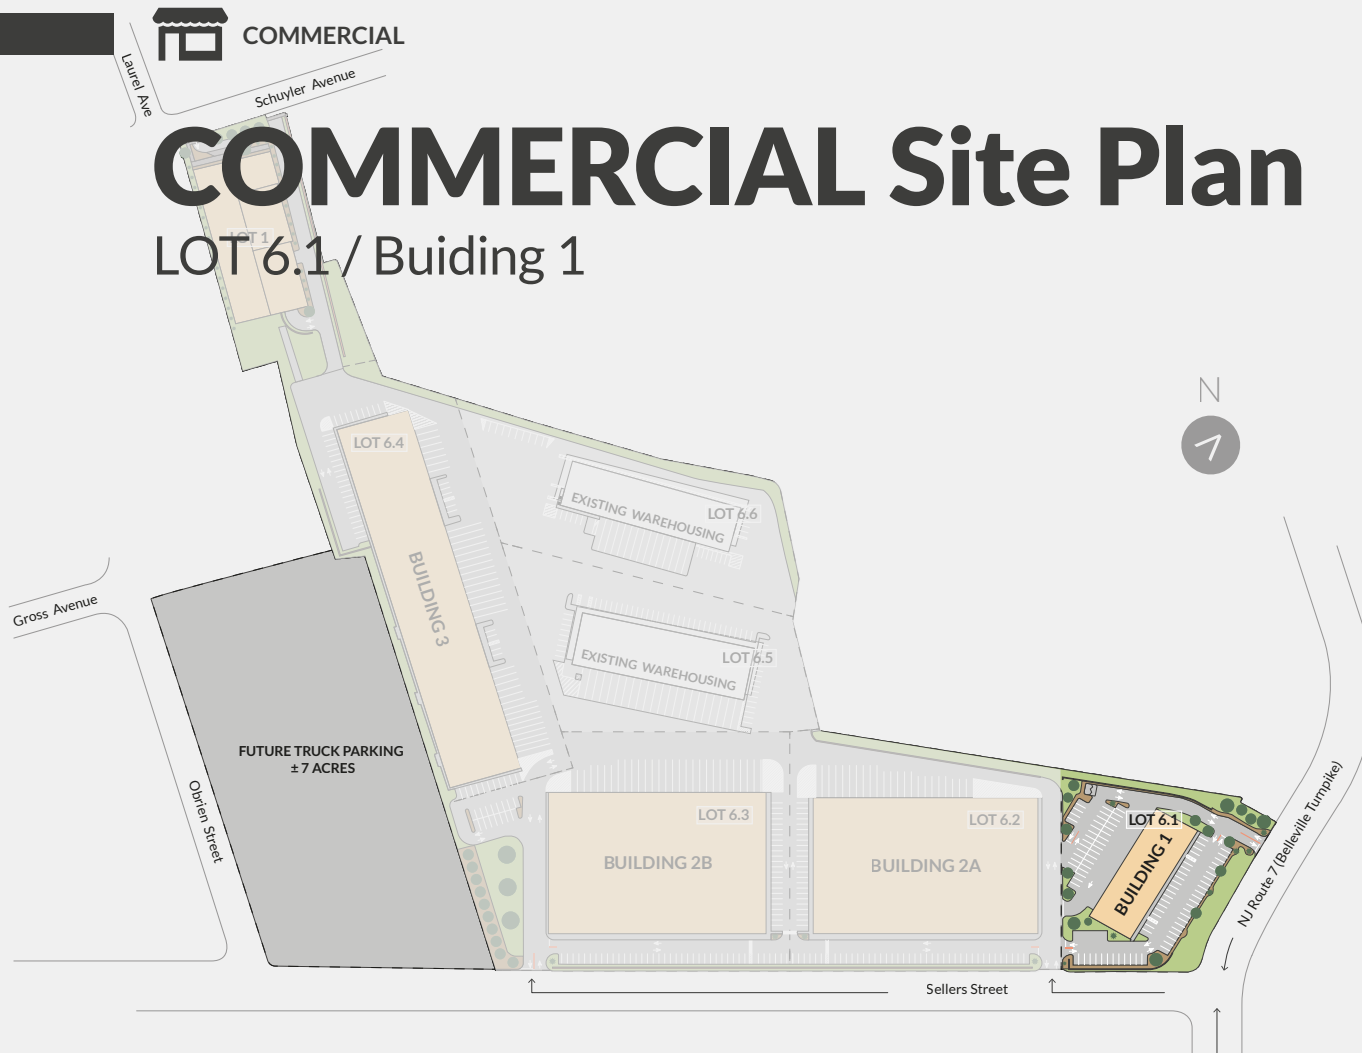 COMMERCIAL
Laurel Ave
Schuyler Avenue
COMMERCIAL Site Plan
LOT 1
LOT 6.1 / Buiding 1
N
LOT 6.4
EXISTING WAREHOUSING
LOT 6.6
BUILDING 3
Gross Avenue
EXISTING WAREHOUSING
LOT 6.5
FUTURE TRUCK PARKING
± 7 ACRES
Obrien Street
LOT 6.3
BUILDING 2B
LOT 6.2
BUILDING 2A
LOT 6.1
BUILDING 1
NJ Route 7 (Belleville Turnpike)
Sellers Street